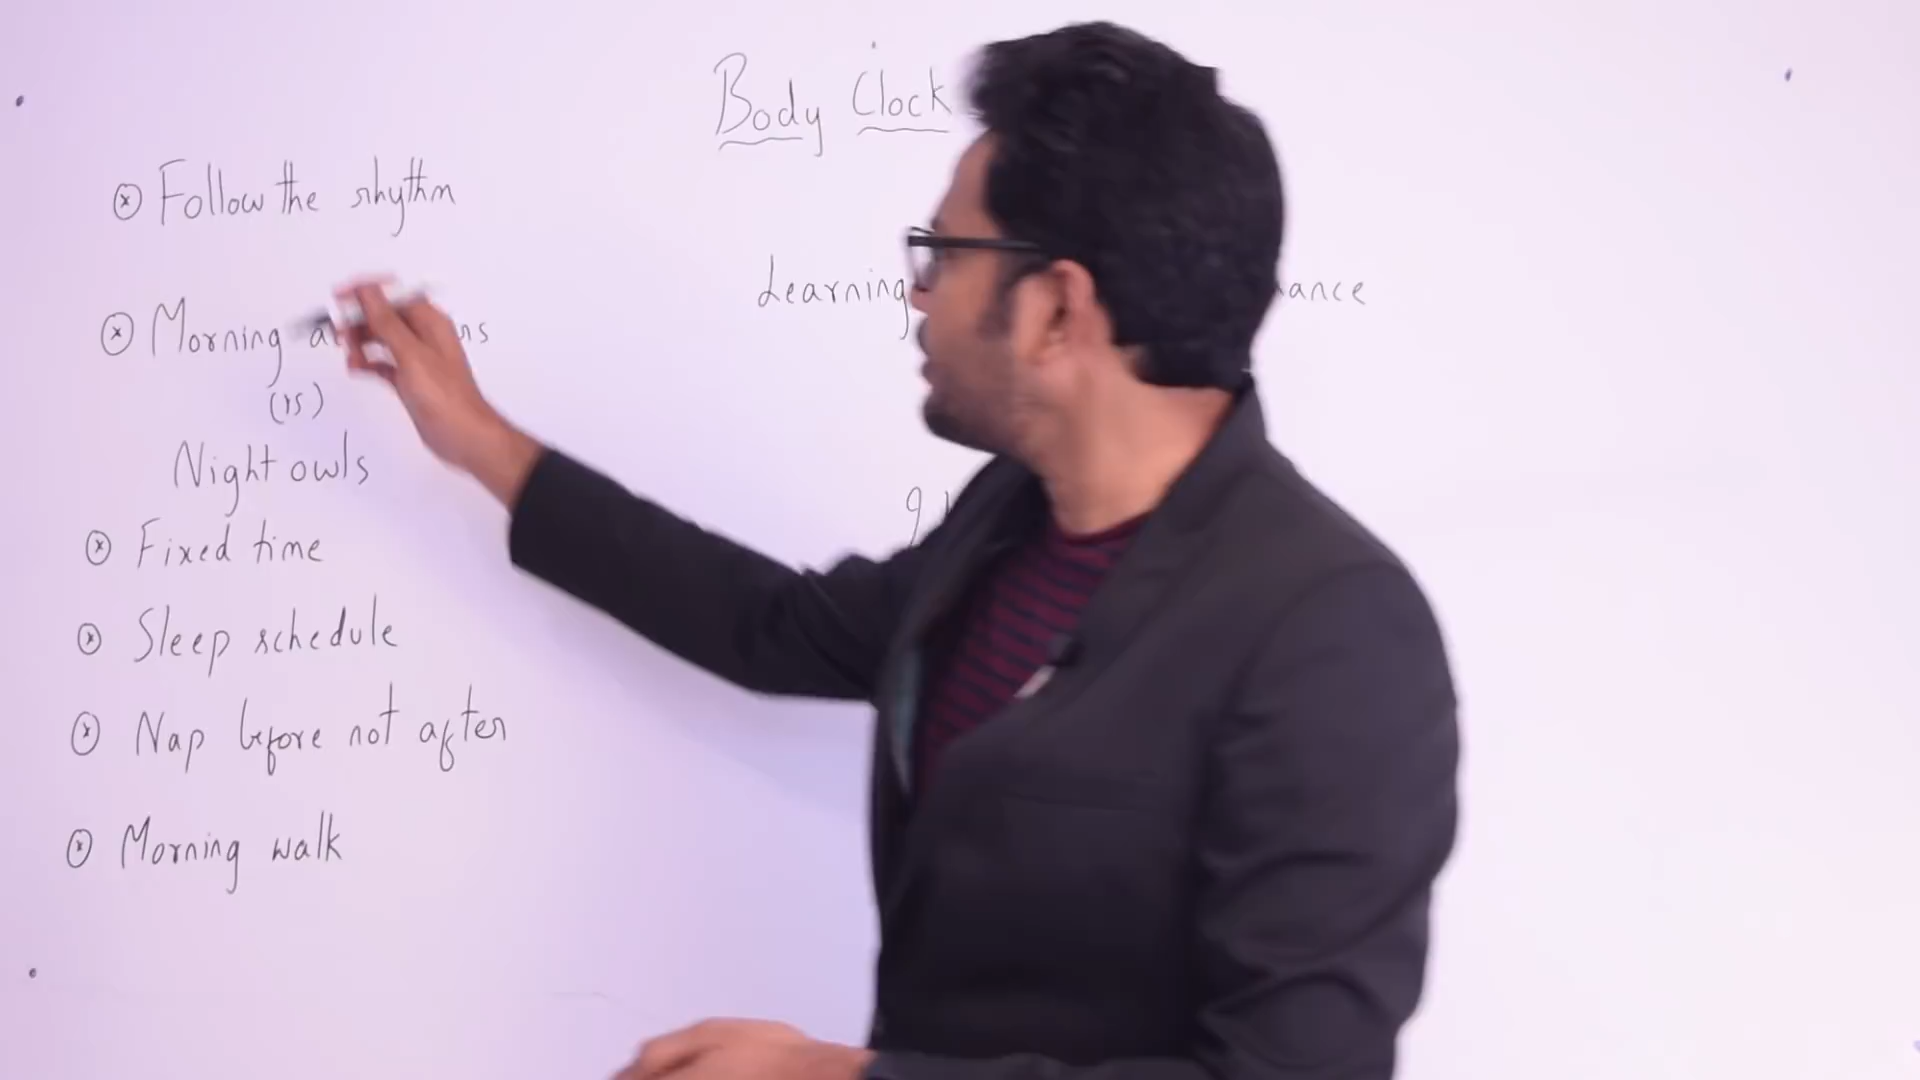 Body Clock
Follow the rhythm
Learning
Morning
(vs)
Night owls
Fixed time
Sleep schedule
Nap before not after
Morning walk